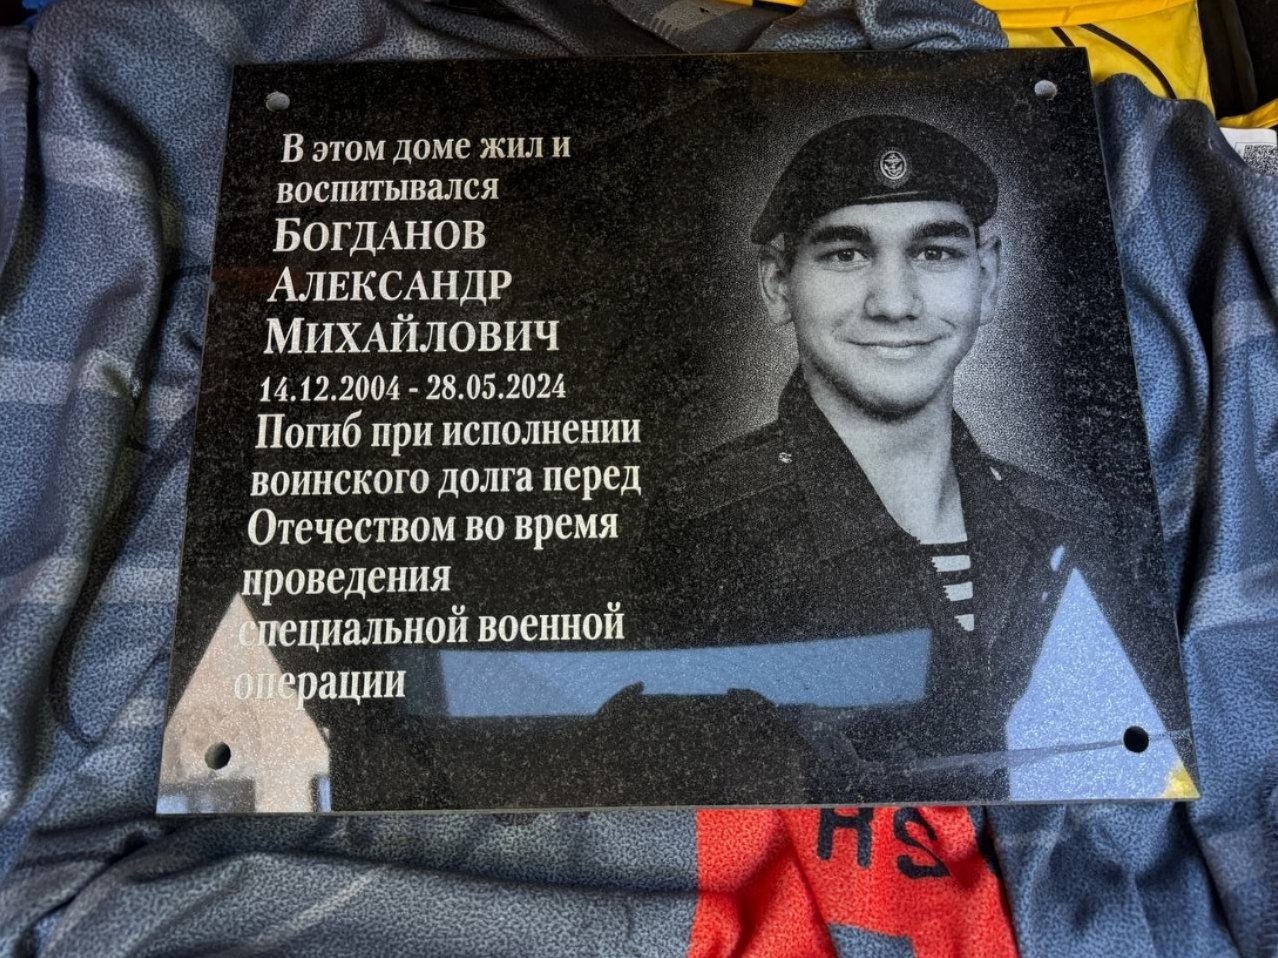 В этом доме жил и
воспитывался
БОГДАНОВ
АЛЕКСАНДР
МИХАЙЛОВИЧ
14.12.2004 - 28.05.2024
Погиб при исполнении
воинского долга перед
Отечеством во время
проведения
специальной военной
операции
RS